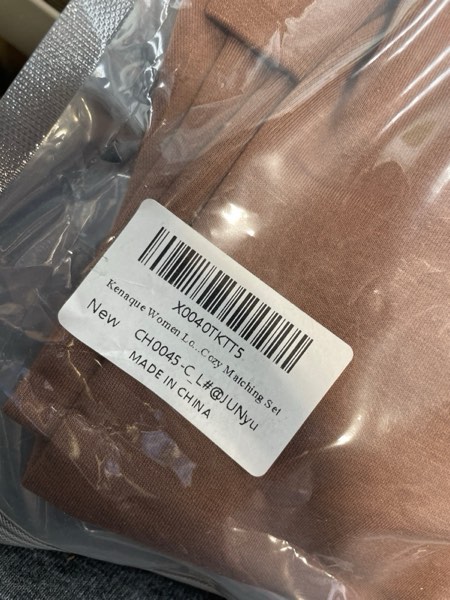 X0040TKTT5
Kenaque Women Lo...Cozy Matching Set
New
CH0045-C_L#@JUNyu
MADE IN CHINA